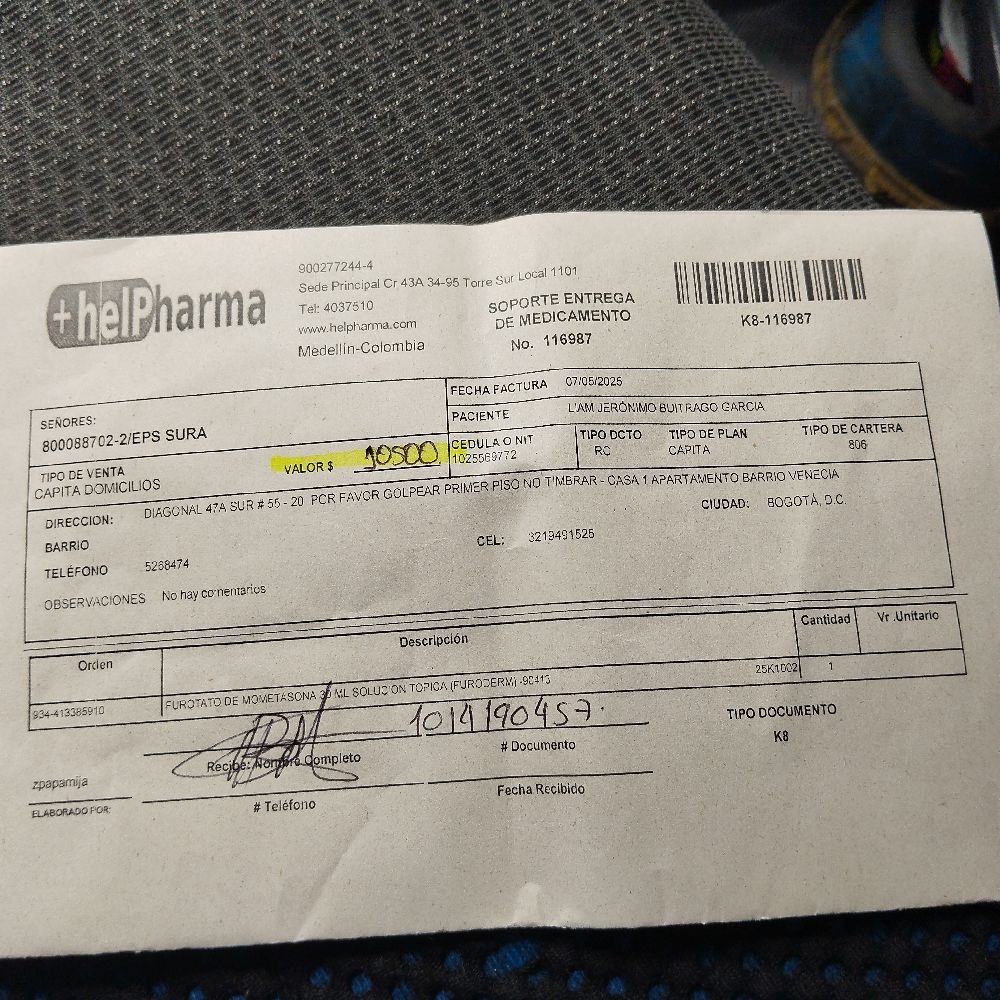 +helPharma
900277244-4
Sede Principal Cr 43A 34-95 Torre Sur Local 1101
Tel: 4037510
www.helpharma.com
Medellín-Colombia
SOPORTE ENTREGA
DE MEDICAMENTO
No. 116987
K8-116987
SEÑORES:
800088702-2/EPS SURA
FECHA FACTURA 07/05/2025
PACIENTE L'AM JERÓNIMO BUITRAGO GARCIA
TIPO DE VENTA
CAPITA DOMICILIOS
VALOR $ 10500
CEDULA O NIT
1025569772
TIPO DCTO
RC
TIPO DE PLAN
CAPITA
TIPO DE CARTERA
806
DIRECCION: DIAGONAL 47A SUR # 55 - 20 POR FAVOR GOLPEAR PRIMER PISO NO TIMBRAR - CASA 1 APARTAMENTO BARRIO VENECIA
BARRIO
CEL: 3219491525
CIUDAD: BOGOTÁ, D.C.
TELÉFONO 5268474
OBSERVACIONES No hay comentarios
Orden Descripción Cantidad Vr .Unitario
934-413385910 FUROTATO DE MOMETASONA 30 ML SOLUCION TOPICA (FURODERM) -90413 25K1002 1
1014190457.
Recibe: Nombre Completo
# Documento
TIPO DOCUMENTO
K8
zpapamija
ELABORADO POR:
# Teléfono
Fecha Recibido